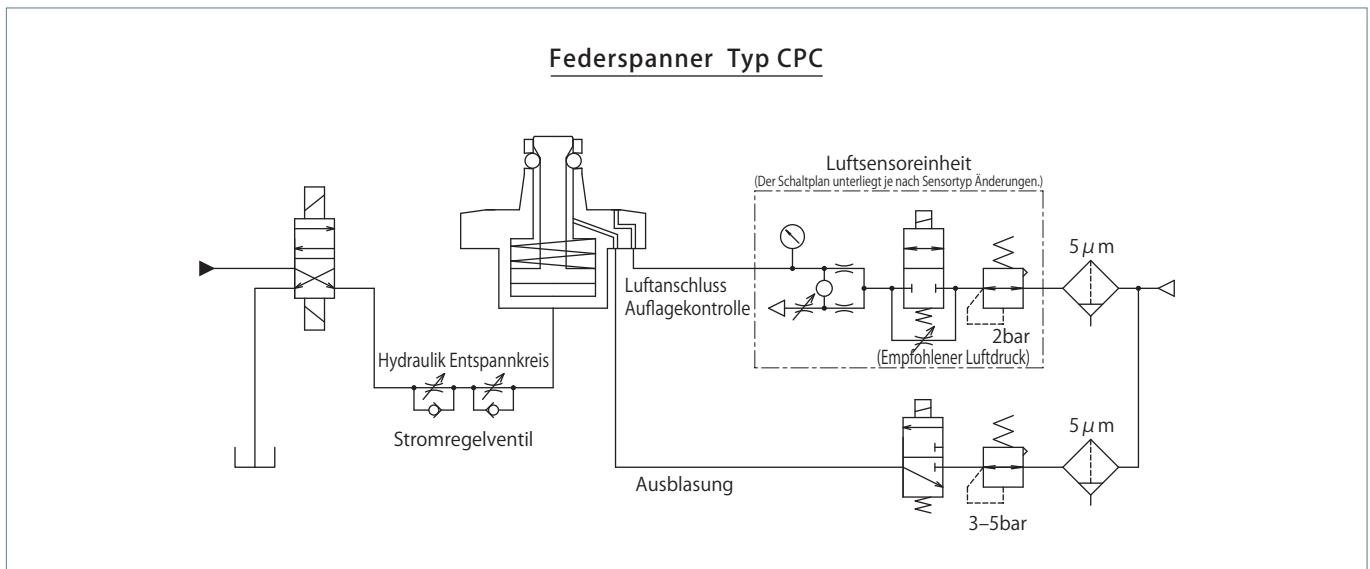 Federspanner Typ CPC
Luftsensoreinheit
(Der Schaltplan unterliegt je nach Sensortyp Änderungen.)
5 μm
Luftanschluss
Auflagekontrolle
2bar
(Empfohlener Luftdruck)
Hydraulik Entspannkreis
Stromregelventil
5 μm
Ausblasung
3–5bar